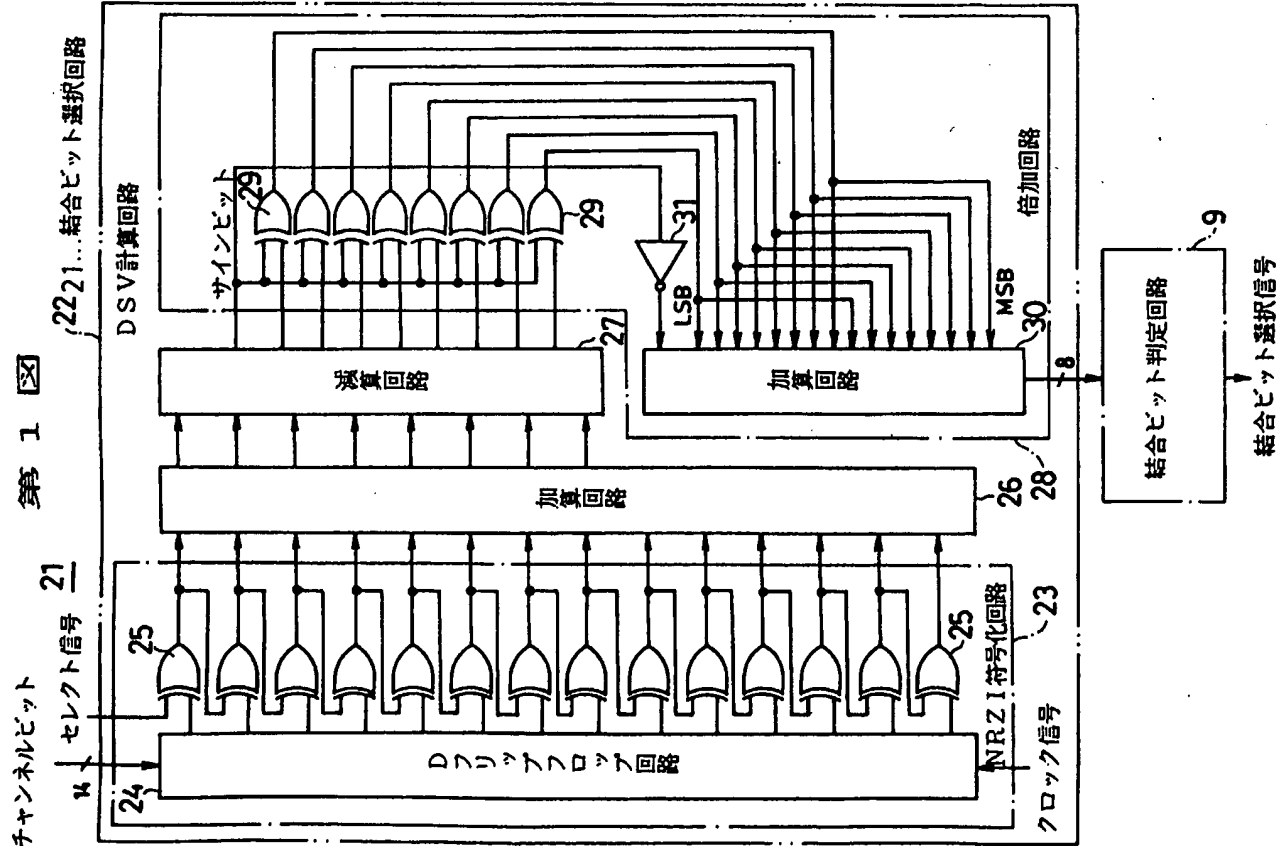 第 1 図
22
21…結合ビット選択回路
DSV計算回路
チャンネルビット
14
セレクト信号
21
24
Dフリップフロップ回路
25
25
NRZI符号化回路
23
クロック信号
加算回路
26
減算回路
27
サインビット
29
29
31
LSB
MSB
加算回路
30
倍加回路
28
8
結合ビット判定回路
9
結合ビット選択信号